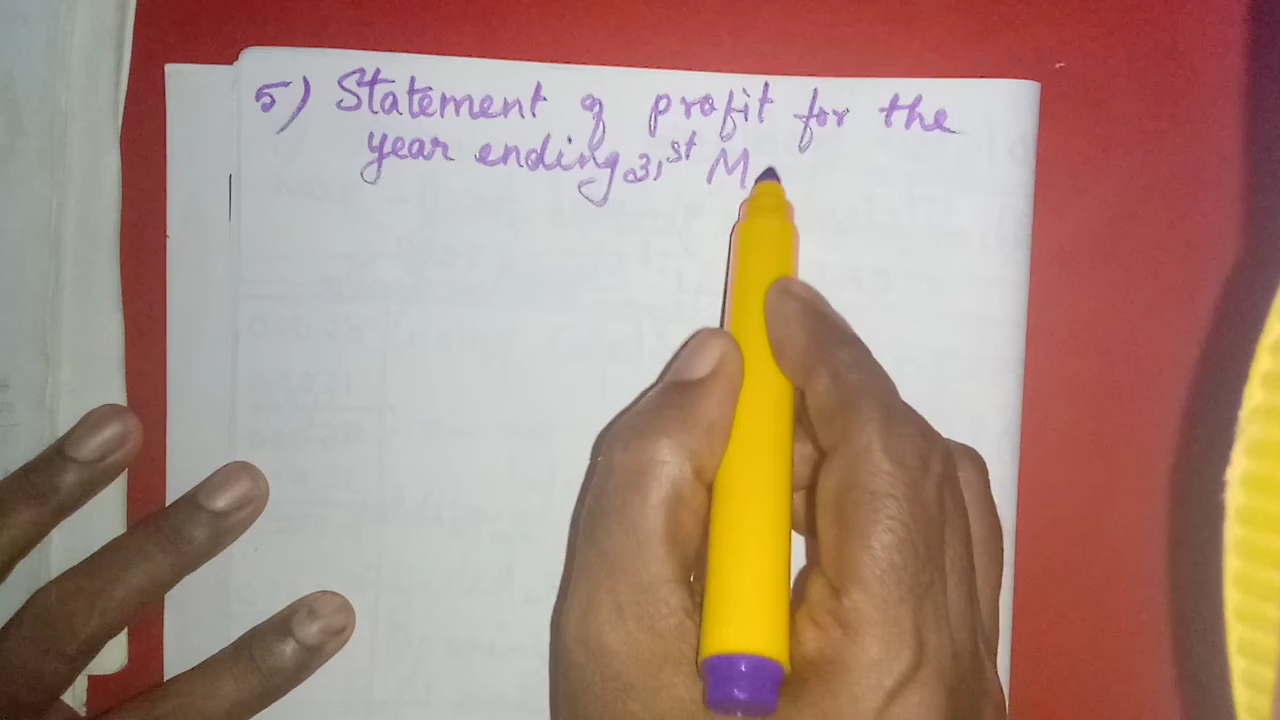 5) Statement of profit for the
year ending 31st M